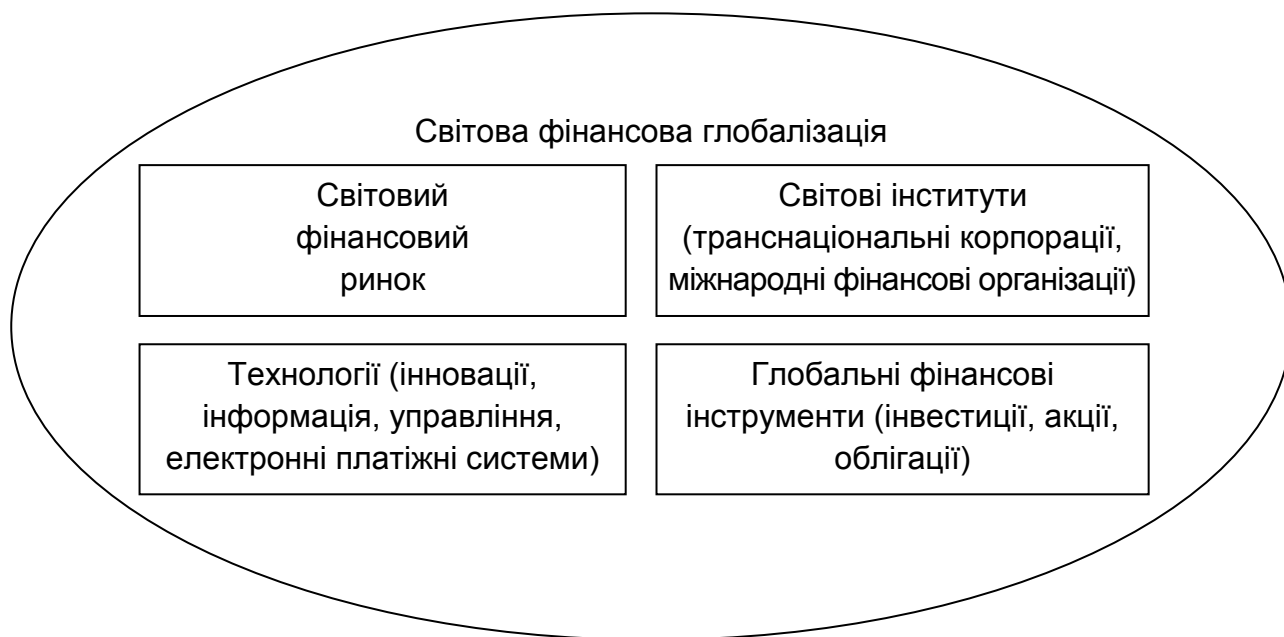 Світова фінансова глобалізація
Світовий
фінансовий
ринок
Світові інститути
(транснаціональні корпорації,
міжнародні фінансові організації)
Технології (інновації,
інформація, управління,
електронні платіжні системи)
Глобальні фінансові
інструменти (інвестиції, акції,
облігації)